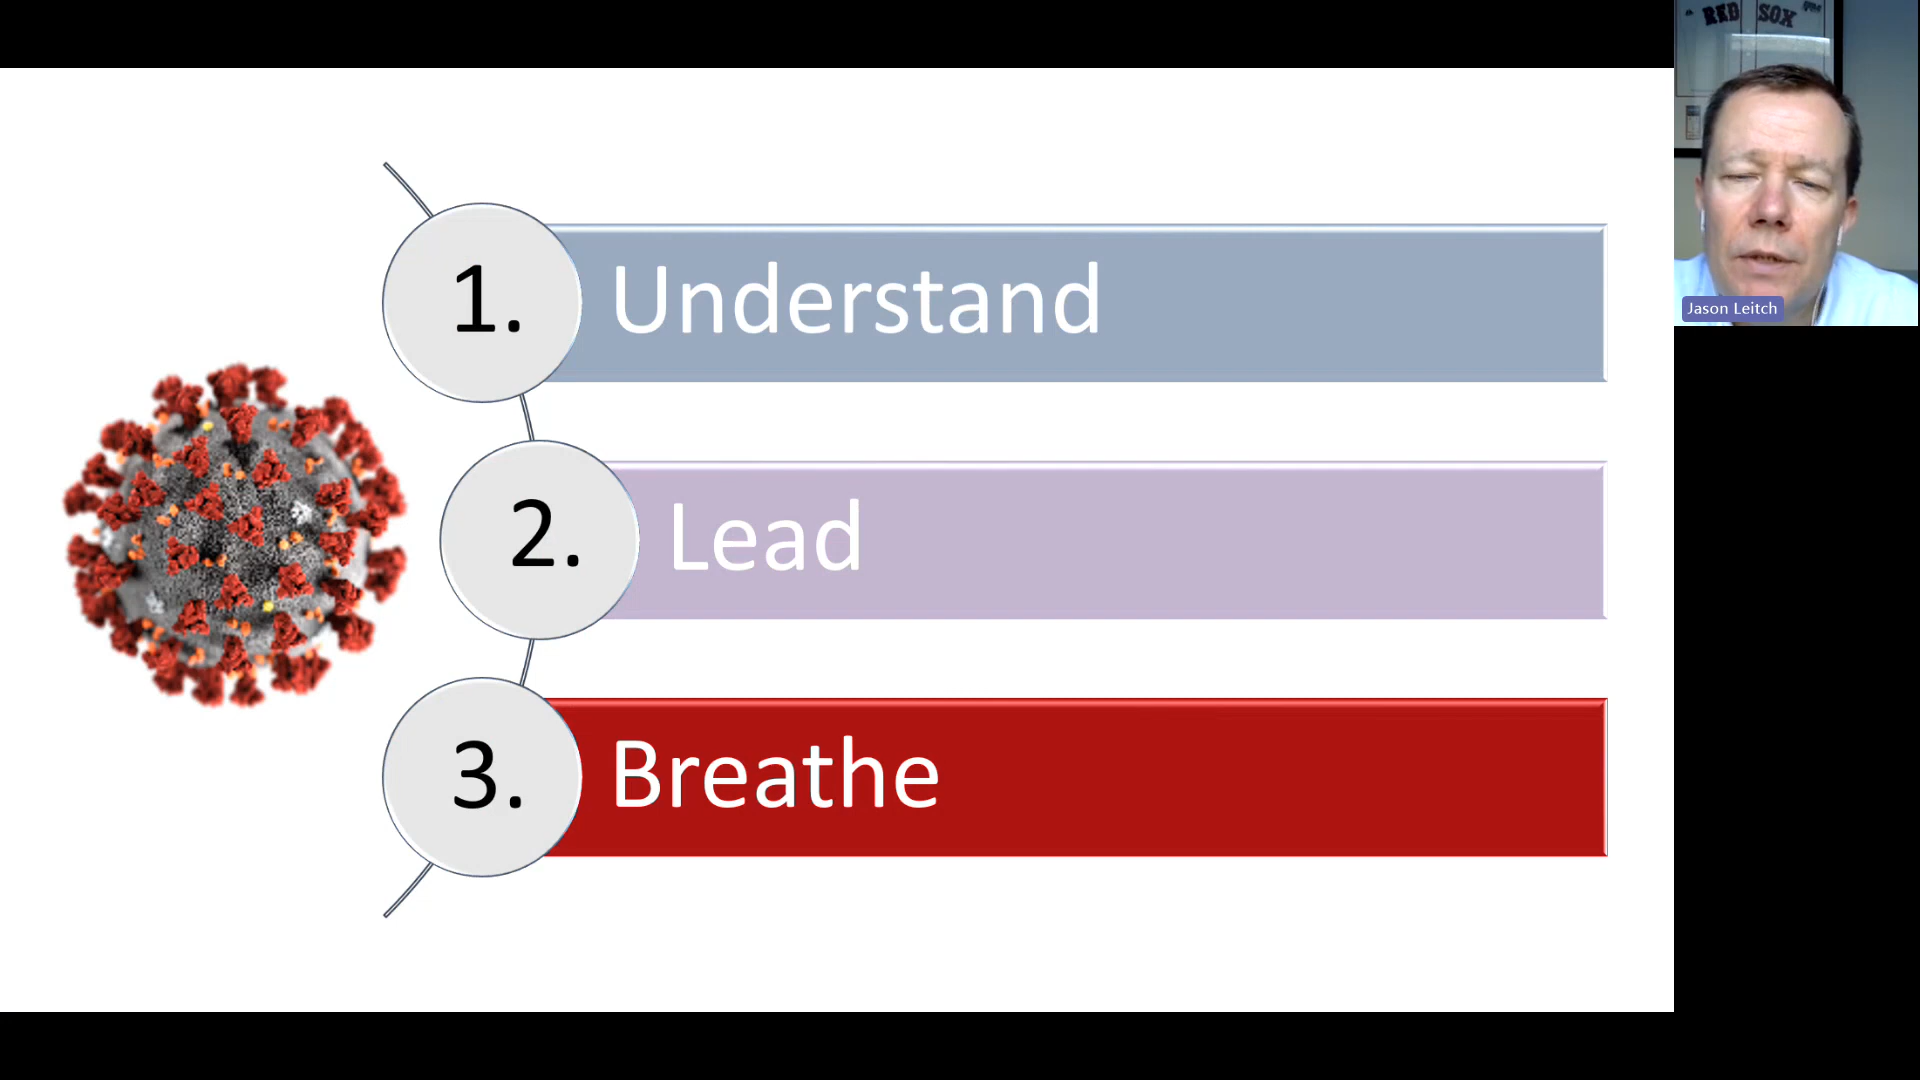 RED SOX
1. Understand
2. Lead
3. Breathe
Jason Leitch